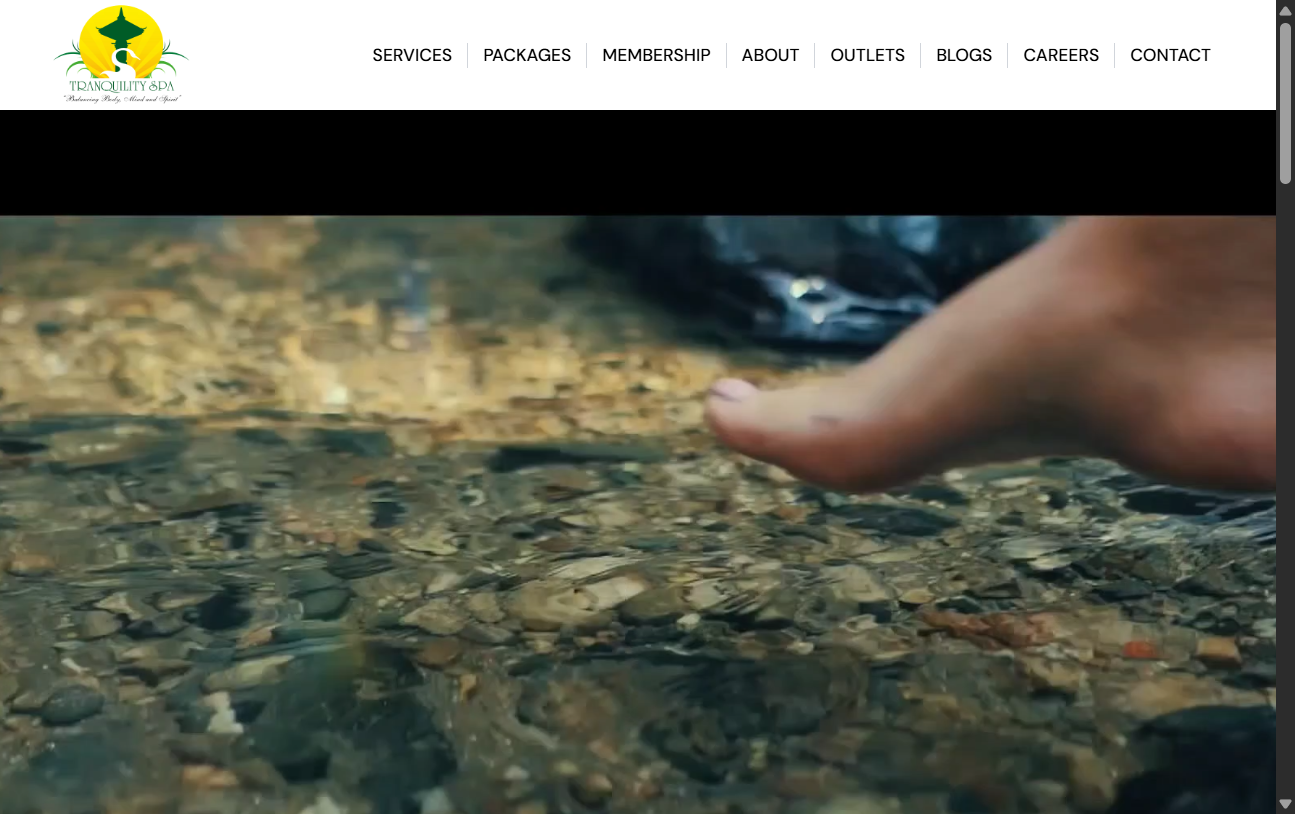 TRANQUILITY SPA
"Balancing Body, Mind and Spirit"
SERVICES
PACKAGES
MEMBERSHIP
ABOUT
OUTLETS
BLOGS
CAREERS
CONTACT